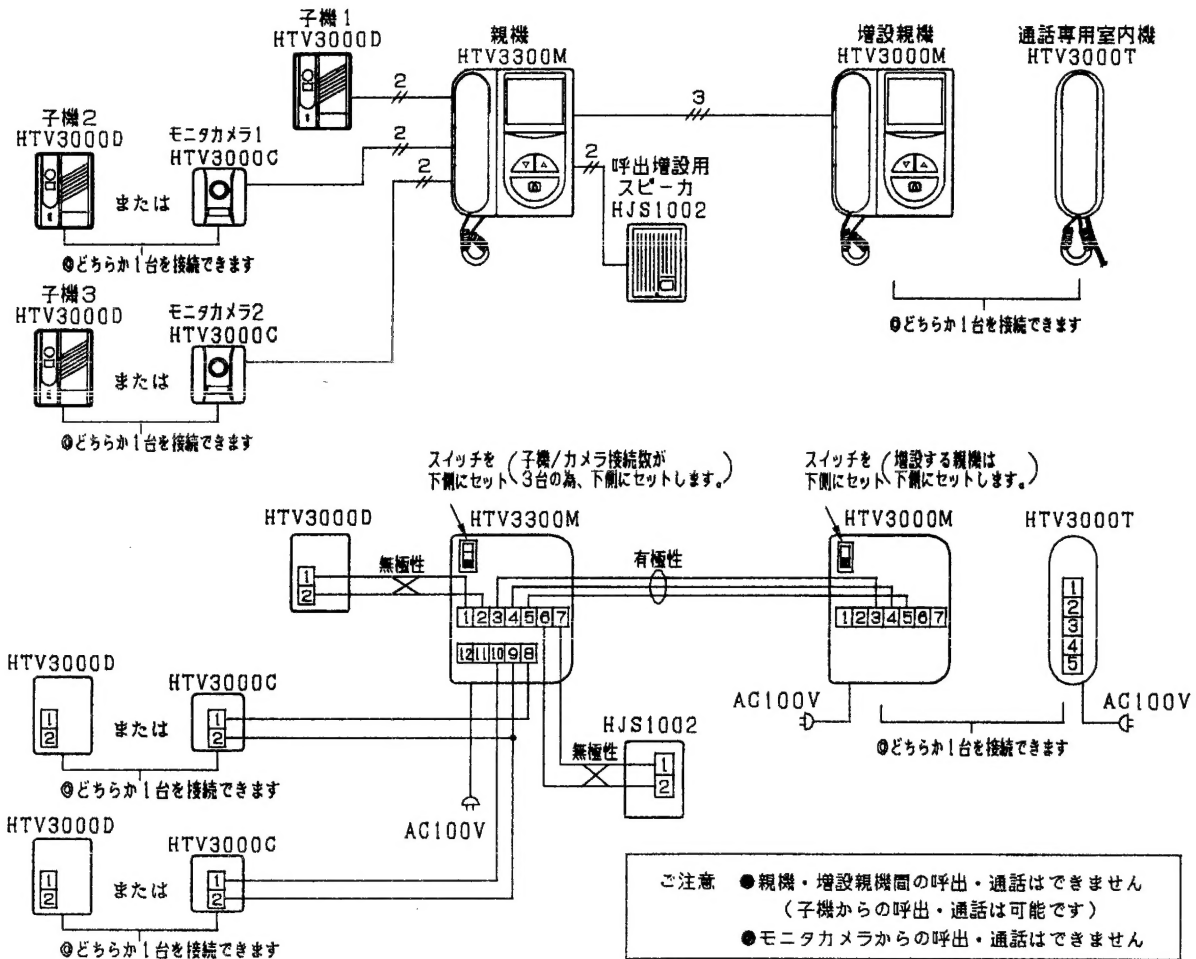 子機1
HTV3000D
親機
HTV3300M
増設親機
HTV3000M
通話専用室内機
HTV3000T
2
3
子機2
HTV3000D
モニタカメラ1
HTV3000C
2
2
2
または
呼出増設用
スピーカ
HJS1002
◎どちらか1台を接続できます
子機3
HTV3000D
モニタカメラ2
HTV3000C
または
◎どちらか1台を接続できます
◎どちらか1台を接続できます
スイッチを
下側にセット
(子機/カメラ接続数が
3台の為、下側にセットします。)
スイッチを
下側にセット
(増設する親機は
下側にセットします。)
HTV3000D
HTV3300M
HTV3000M
HTV3000T
無極性
有極性
1
2
1 2 3 4 5 6 7
12 11 10 9 8
1 2 3 4 5 6 7
1
2
3
4
5
HTV3000D
HTV3000C
1
2
または
1
2
◎どちらか1台を接続できます
AC100V
AC100V
◎どちらか1台を接続できます
無極性
HJS1002
1
2
AC100V
HTV3000D
HTV3000C
1
2
または
1
2
◎どちらか1台を接続できます
ご注意 ●親機・増設親機間の呼出・通話はできません
(子機からの呼出・通話は可能です)
●モニタカメラからの呼出・通話はできません